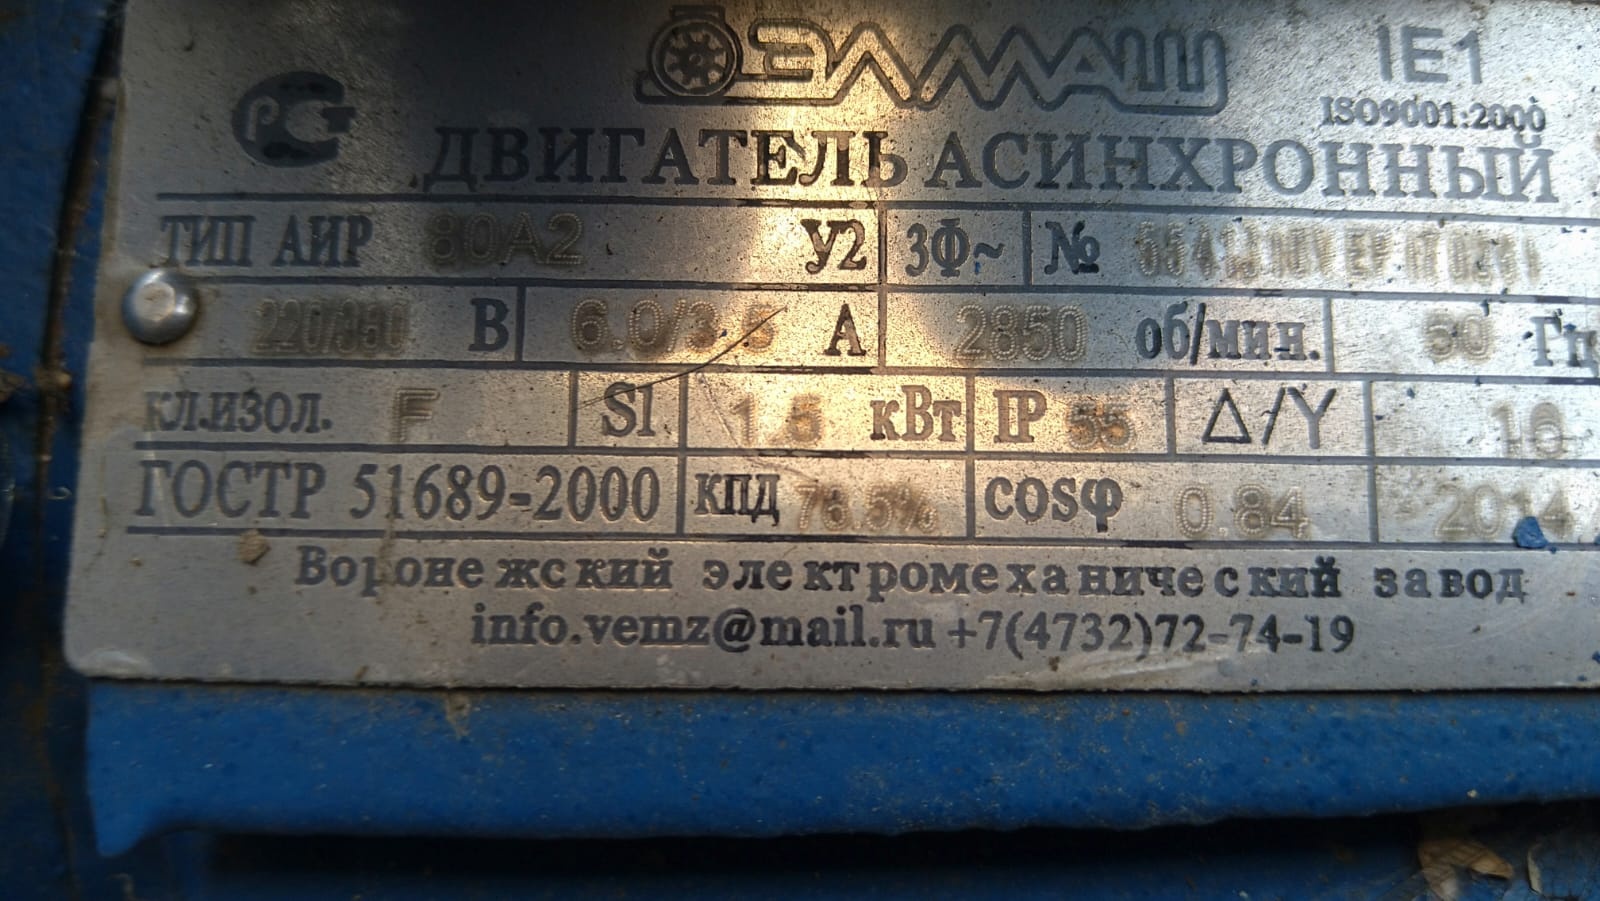 ЭЛМАШ IE1
ISO9001:2000
РСТ
ДВИГАТЕЛЬ АСИНХРОННЫЙ
ТИП АИР 80А2 У2 3Ф~ №
220/380 В 6.0/3.5 А 2850 об/мин. 50 Гц
КЛ.ИЗОЛ. F S1 1.5 кВт IP 55 Δ/Y
ГОСТР 51689-2000 КПД 78.5% COSφ 0.84 2014
Воронежский электромеханический завод
info.vemz@mail.ru +7(4732)72-74-19